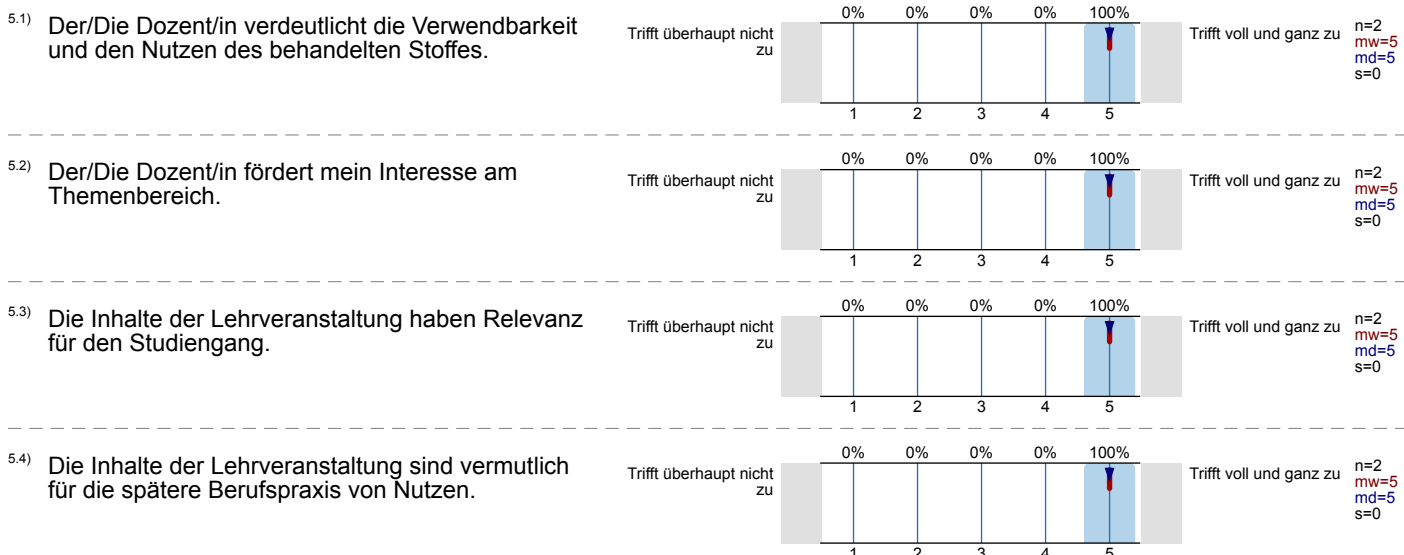 5.1) Der/Die Dozent/in verdeutlicht die Verwendbarkeit
und den Nutzen des behandelten Stoffes.
Trifft überhaupt nicht
zu
0% 0% 0% 0% 100%
1 2 3 4 5
Trifft voll und ganz zu
n=2
mw=5
md=5
s=0
5.2) Der/Die Dozent/in fördert mein Interesse am
Themenbereich.
Trifft überhaupt nicht
zu
0% 0% 0% 0% 100%
1 2 3 4 5
Trifft voll und ganz zu
n=2
mw=5
md=5
s=0
5.3) Die Inhalte der Lehrveranstaltung haben Relevanz
für den Studiengang.
Trifft überhaupt nicht
zu
0% 0% 0% 0% 100%
1 2 3 4 5
Trifft voll und ganz zu
n=2
mw=5
md=5
s=0
5.4) Die Inhalte der Lehrveranstaltung sind vermutlich
für die spätere Berufspraxis von Nutzen.
Trifft überhaupt nicht
zu
0% 0% 0% 0% 100%
1 2 3 4 5
Trifft voll und ganz zu
n=2
mw=5
md=5
s=0